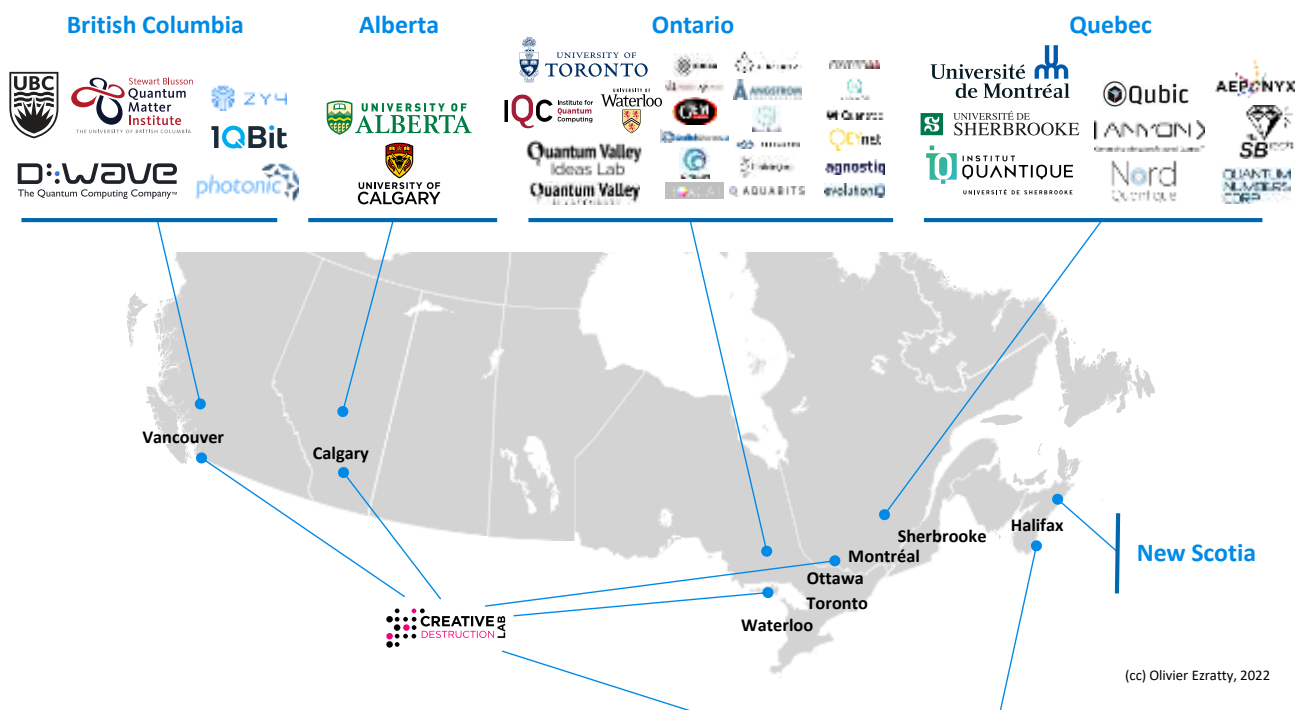 British Columbia
Alberta
Ontario
Quebec
UBC
Stewart Blusson
Quantum
Matter
Institute
THE UNIVERSITY OF BRITISH COLUMBIA
ZY4
1QBit
D:wave
The Quantum Computing Company™
photonic
UNIVERSITY OF
ALBERTA
UNIVERSITY OF
CALGARY
UNIVERSITY OF
TORONTO
IQC
Institute for
Quantum
Computing
UNIVERSITY OF
Waterloo
Quantum Valley
Ideas Lab
Quantum Valley
ANGSTROM
AQUABITS
EYnet
agnostiq
evolution
Université
de Montréal
UNIVERSITÉ DE
SHERBROOKE
INSTITUT
QUANTIQUE
UNIVERSITÉ DE SHERBROOKE
Qubic
ANYON
Nord
Quantique
AEPONYX
SB
QUANTUM
NUMBERS
CORP
Vancouver
Calgary
Sherbrooke
Montréal
Ottawa
Toronto
Waterloo
Halifax
New Scotia
CREATIVE
DESTRUCTION
LAB
(cc) Olivier Ezratty, 2022